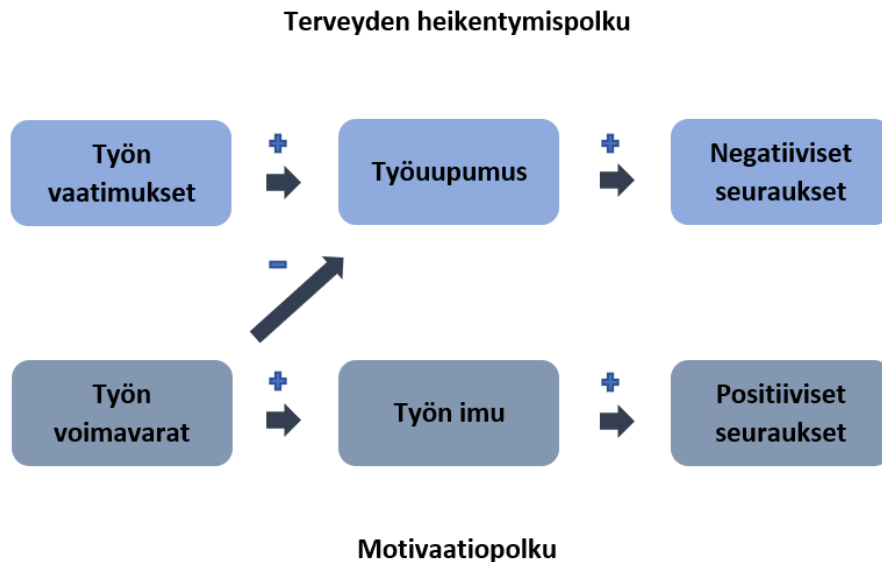 Terveyden heikentymispolku
Työn
vaatimukset
+
Työuupumus
+
Negatiiviset
seuraukset
−
Työn
voimavarat
+
Työn imu
+
Positiiviset
seuraukset
Motivaatiopolku